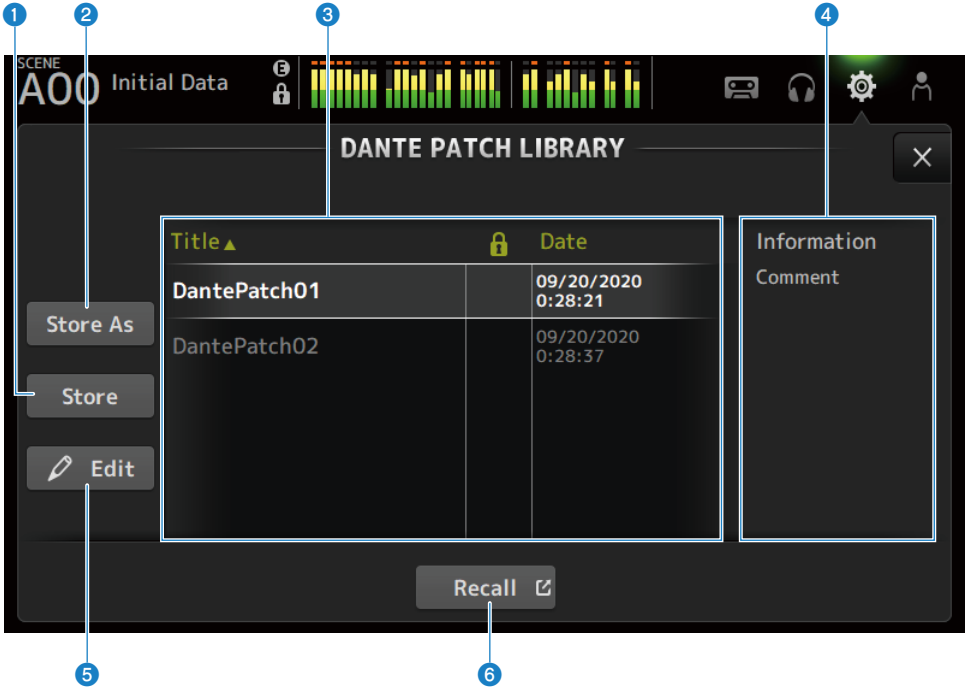 1 2 3 4
SCENE
A00 Initial Data E
DANTE PATCH LIBRARY
Title▲ Date
DantePatch01 09/20/2020
0:28:21
DantePatch02 09/20/2020
0:28:37
Information
Comment
Store As
Store
Edit
Recall
5 6